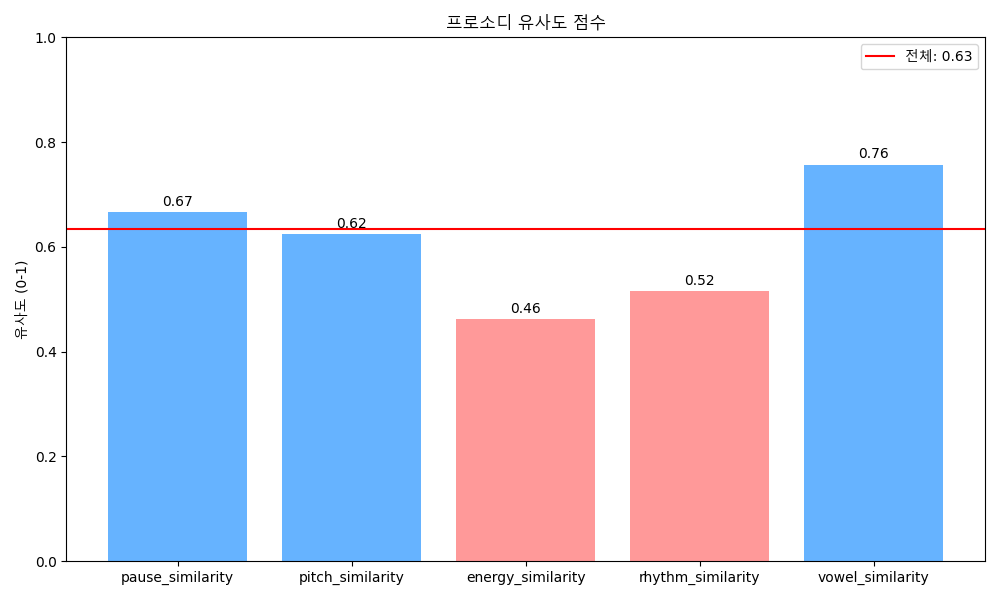 프로소디 유사도 점수
전체: 0.63
유사도 (0-1)
1.0
0.8
0.6
0.4
0.2
0.0
0.67
0.62
0.46
0.52
0.76
pause_similarity
pitch_similarity
energy_similarity
rhythm_similarity
vowel_similarity